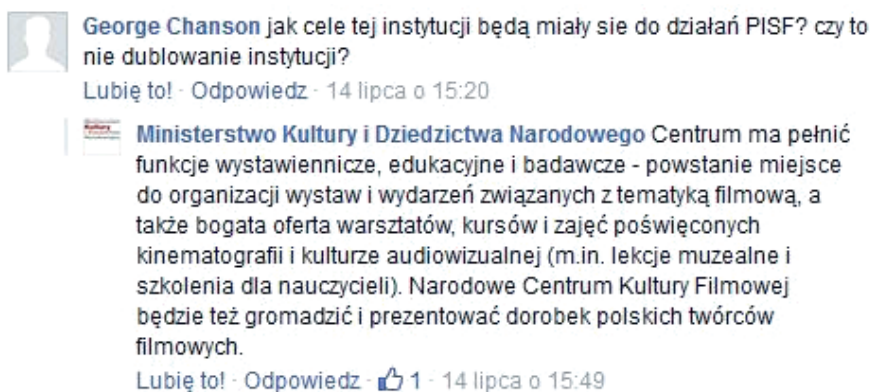 George Chanson jak cele tej instytucji będą miały sie do działań PISF? czy to
nie dublowanie instytucji?
Lubię to! · Odpowiedz · 14 lipca o 15:20
Ministerstwo Kultury i Dziedzictwa Narodowego Centrum ma pełnić
funkcje wystawiennicze, edukacyjne i badawcze - powstanie miejsce
do organizacji wystaw i wydarzeń związanych z tematyką filmową, a
także bogata oferta warsztatów, kursów i zajęć poświęconych
kinematografii i kulturze audiowizualnej (m.in. lekcje muzealne i
szkolenia dla nauczycieli). Narodowe Centrum Kultury Filmowej
będzie też gromadzić i prezentować dorobek polskich twórców
filmowych.
Lubię to! · Odpowiedz · 1 · 14 lipca o 15:49